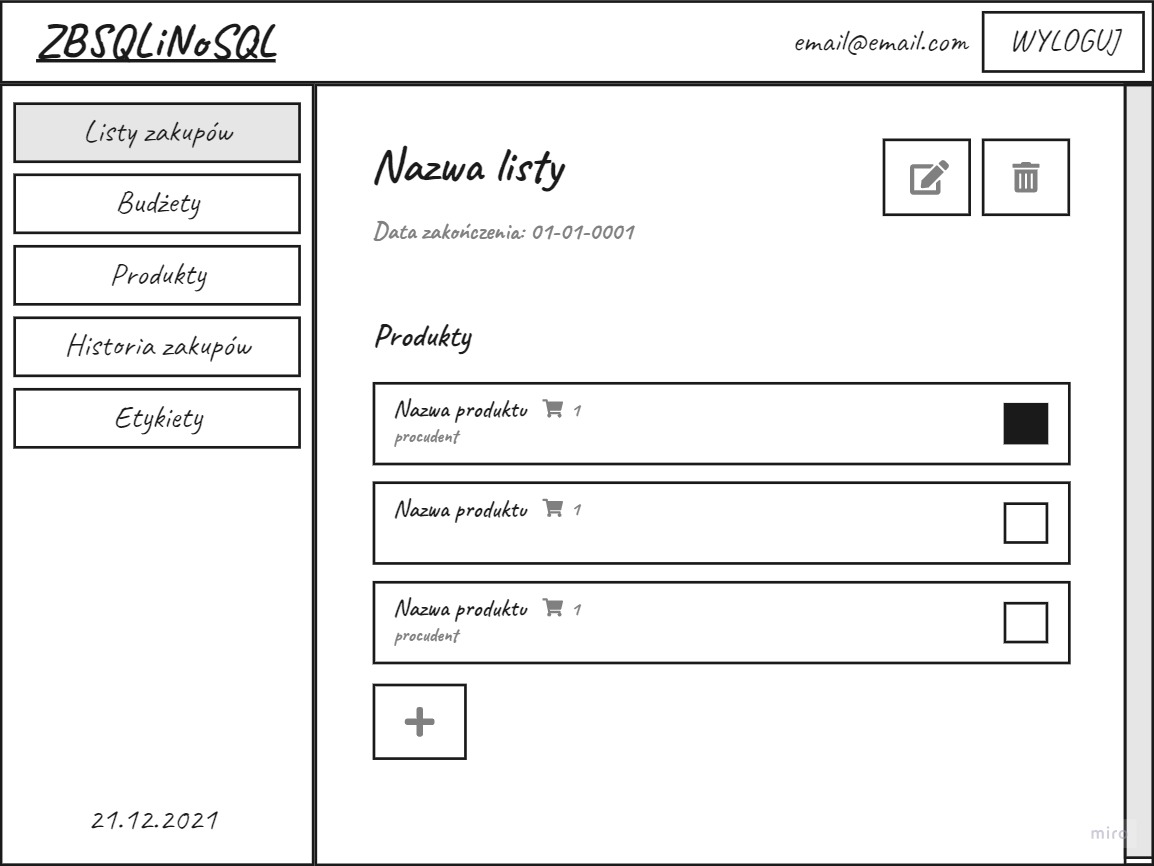 ZBSQLiNoSQL
email@email.com
WYLOGUJ
Listy zakupów
Budżety
Produkty
Historia zakupów
Etykiety
21.12.2021
Nazwa listy
Data zakończenia: 01-01-0001
Produkty
Nazwa produktu 1
procudent
Nazwa produktu 1
Nazwa produktu 1
procudent
miro